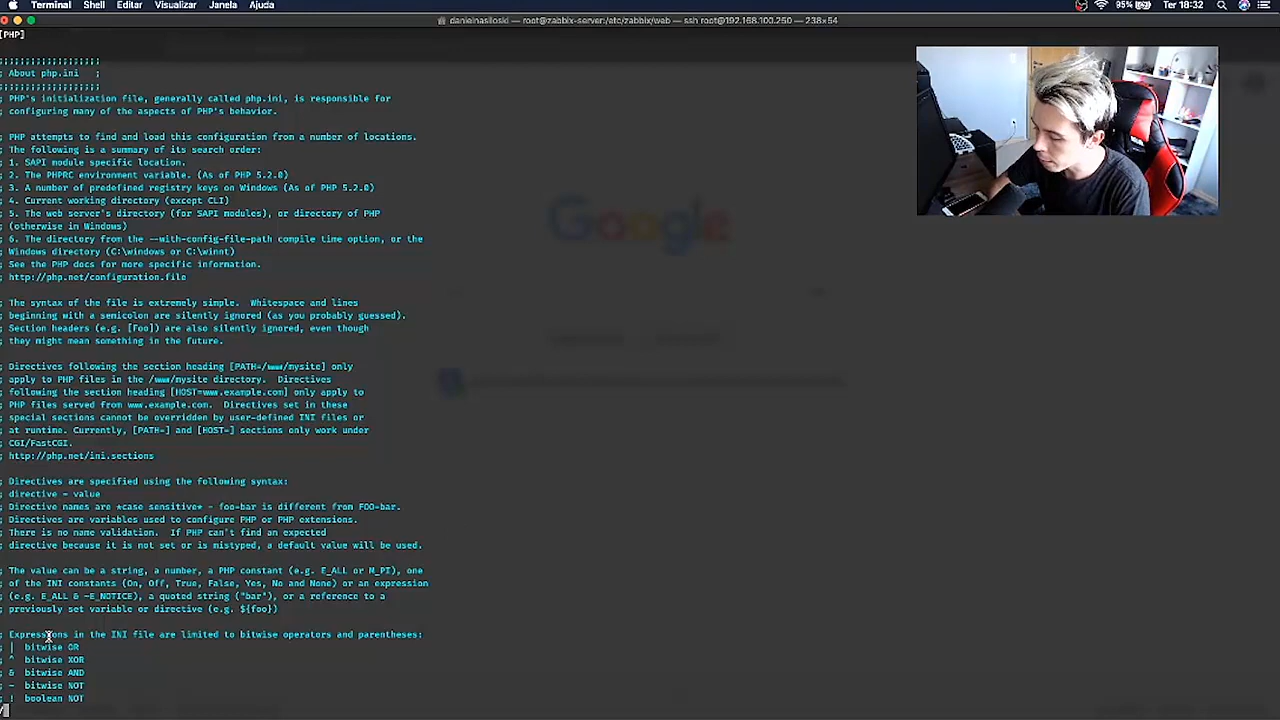 Terminal Shell Editar Visualizar Janela Ajuda 95% Ter 18:32
danielnasiloski — root@zabbix-server:/etc/zabbix/web — ssh root@192.168.100.250 — 238×54
[PHP]
;;;;;;;;;;;;;;;;;;;
; About php.ini   ;
;;;;;;;;;;;;;;;;;;;
; PHP's initialization file, generally called php.ini, is responsible for
; configuring many of the aspects of PHP's behavior.
; PHP attempts to find and load this configuration from a number of locations.
; The following is a summary of its search order:
; 1. SAPI module specific location.
; 2. The PHPRC environment variable. (As of PHP 5.2.0)
; 3. A number of predefined registry keys on Windows (As of PHP 5.2.0)
; 4. Current working directory (except CLI)
; 5. The web server's directory (for SAPI modules), or directory of PHP
; (otherwise in Windows)
; 6. The directory from the --with-config-file-path compile time option, or the
; Windows directory (C:\windows or C:\winnt)
; See the PHP docs for more specific information.
; http://php.net/configuration.file
; The syntax of the file is extremely simple.  Whitespace and lines
; beginning with a semicolon are silently ignored (as you probably guessed).
; Section headers (e.g. [Foo]) are also silently ignored, even though
; they might mean something in the future.
; Directives following the section heading [PATH=/www/mysite] only
; apply to PHP files in the /www/mysite directory.  Directives
; following the section heading [HOST=www.example.com] only apply to
; PHP files served from www.example.com.  Directives set in these
; special sections cannot be overridden by user-defined INI files or
; at runtime. Currently, [PATH=] and [HOST=] sections only work under
; CGI/FastCGI.
; http://php.net/ini.sections
; Directives are specified using the following syntax:
; directive = value
; Directive names are *case sensitive* - foo=bar is different from FOO=bar.
; Directives are variables used to configure PHP or PHP extensions.
; There is no name validation.  If PHP can't find an expected
; directive because it is not set or is mistyped, a default value will be used.
; The value can be a string, a number, a PHP constant (e.g. E_ALL or M_PI), one
; of the INI constants (On, Off, True, False, Yes, No and None) or an expression
; (e.g. E_ALL & ~E_NOTICE), a quoted string ("bar"), or a reference to a
; previously set variable or directive (e.g. ${foo})
; Expressions in the INI file are limited to bitwise operators and parentheses:
; |  bitwise OR
; ^  bitwise XOR
; &  bitwise AND
; ~  bitwise NOT
; !  boolean NOT
/
Google